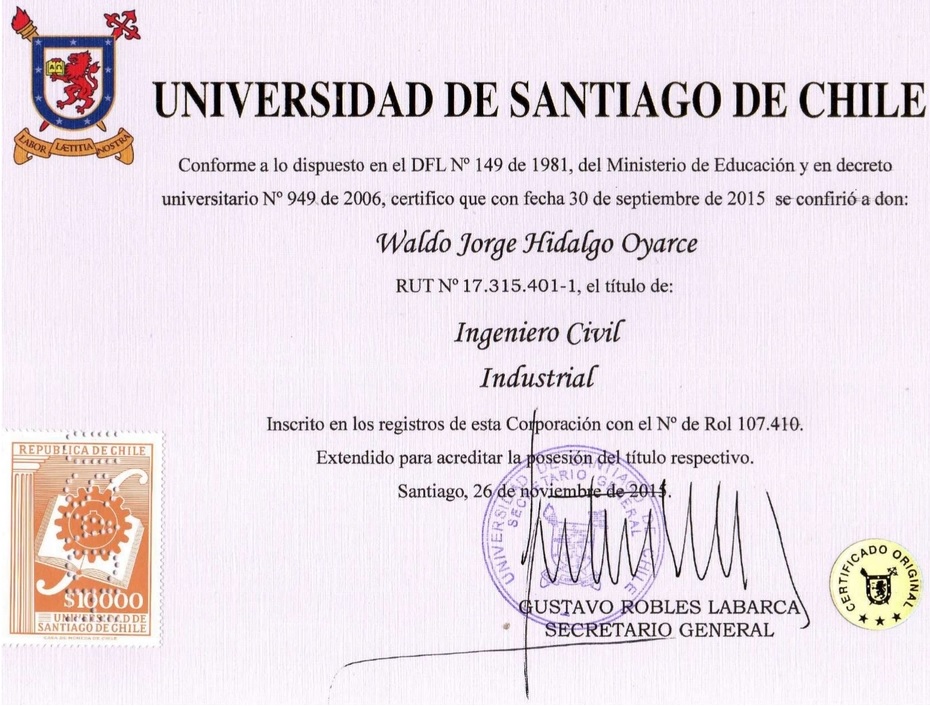 UNIVERSIDAD DE SANTIAGO DE CHILE
LABOR LÆTITIA NOSTRA
Conforme a lo dispuesto en el DFL Nº 149 de 1981, del Ministerio de Educación y en decreto
universitario Nº 949 de 2006, certifico que con fecha 30 de septiembre de 2015 se confirió a don:
Waldo Jorge Hidalgo Oyarce
RUT Nº 17.315.401-1, el título de:
Ingeniero Civil
Industrial
Inscrito en los registros de esta Corporación con el Nº de Rol 107.410.
Extendido para acreditar la posesión del título respectivo.
Santiago, 26 de noviembre de 2015.
REPUBLICA DE CHILE
$10000
UNIVERSIDAD DE
SANTIAGO DE CHILE
CASA DE MONEDA DE CHILE
UNIVERSIDAD DE SANTIAGO DE CHILE
SECRETARIO GENERAL
GUSTAVO ROBLES LABARCA
SECRETARIO GENERAL
CERTIFICADO ORIGINAL